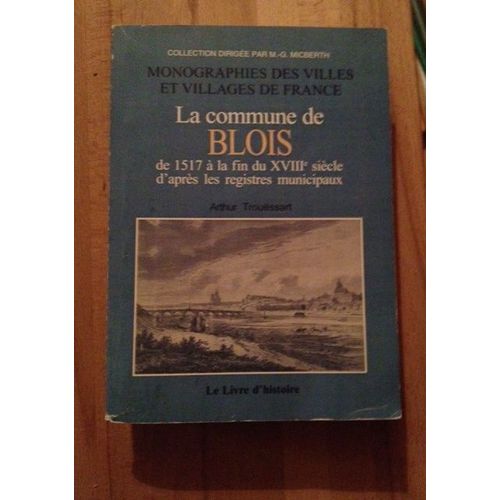 COLLECTION DIRIGÉE PAR M.-G. MICBERTH
MONOGRAPHIES DES VILLES
ET VILLAGES DE FRANCE
La commune de
BLOIS
de 1517 à la fin du XVIIIe siècle
d'après les registres municipaux
Arthur Trouëssart
Le Livre d'histoire